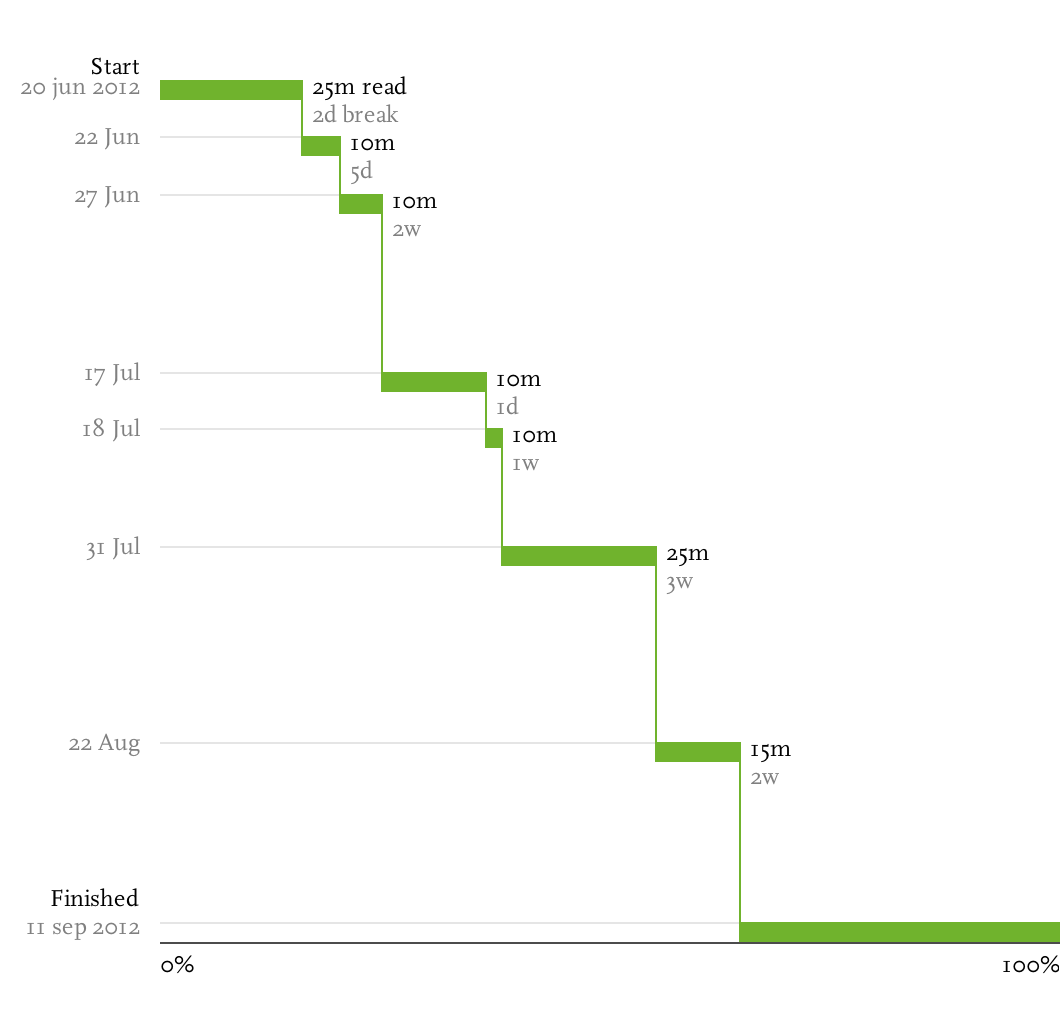 Start
20 jun 2012
25m read
2d break
22 Jun
10m
5d
27 Jun
10m
2w
17 Jul
10m
1d
18 Jul
10m
1w
31 Jul
25m
3w
22 Aug
15m
2w
Finished
11 sep 2012
0%
100%